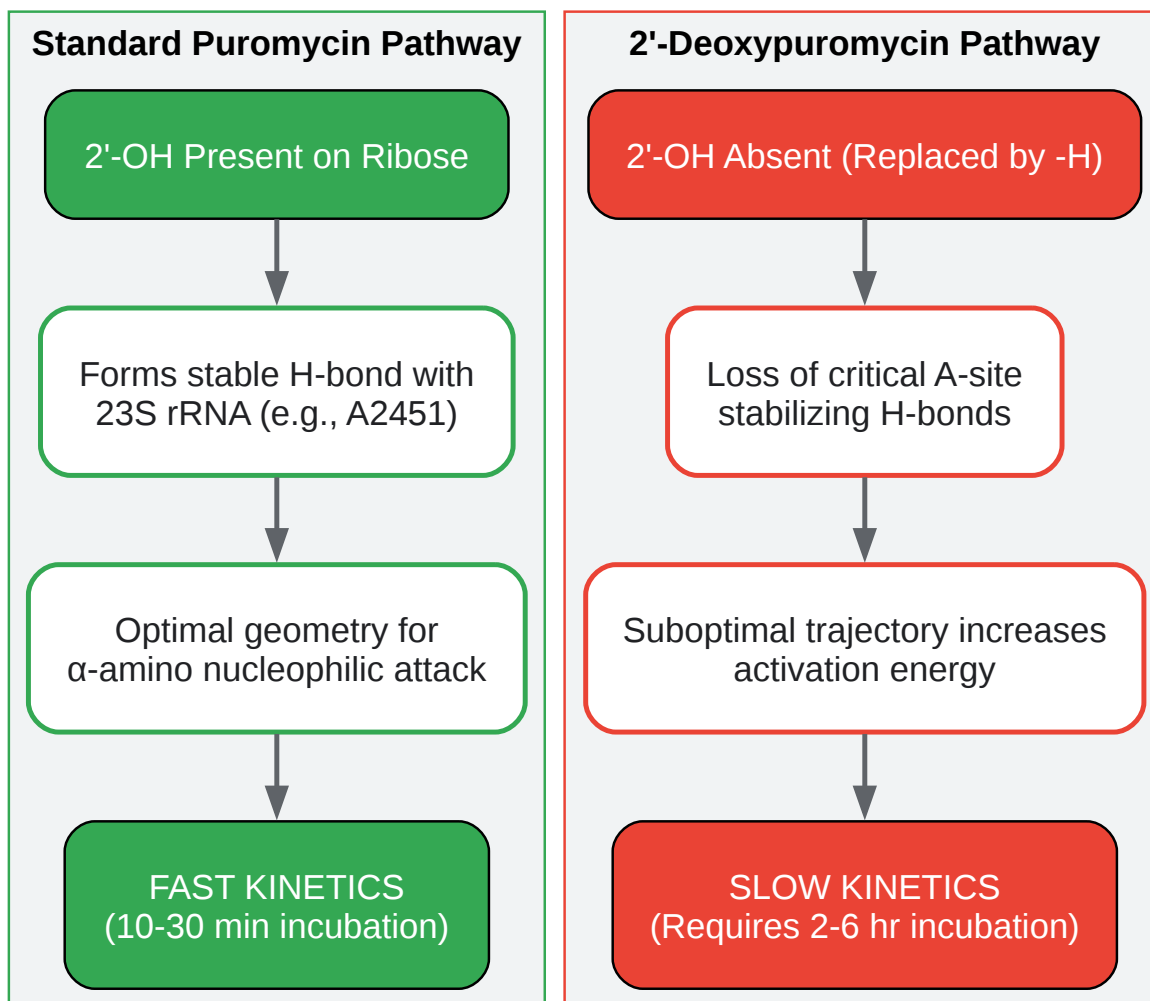 Standard Puromycin Pathway
2'-OH Present on Ribose
Forms stable H-bond with
23S rRNA (e.g., A2451)
Optimal geometry for
α-amino nucleophilic attack
FAST KINETICS
(10-30 min incubation)
2'-Deoxypuromycin Pathway
2'-OH Absent (Replaced by -H)
Loss of critical A-site
stabilizing H-bonds
Suboptimal trajectory increases
activation energy
SLOW KINETICS
(Requires 2-6 hr incubation)